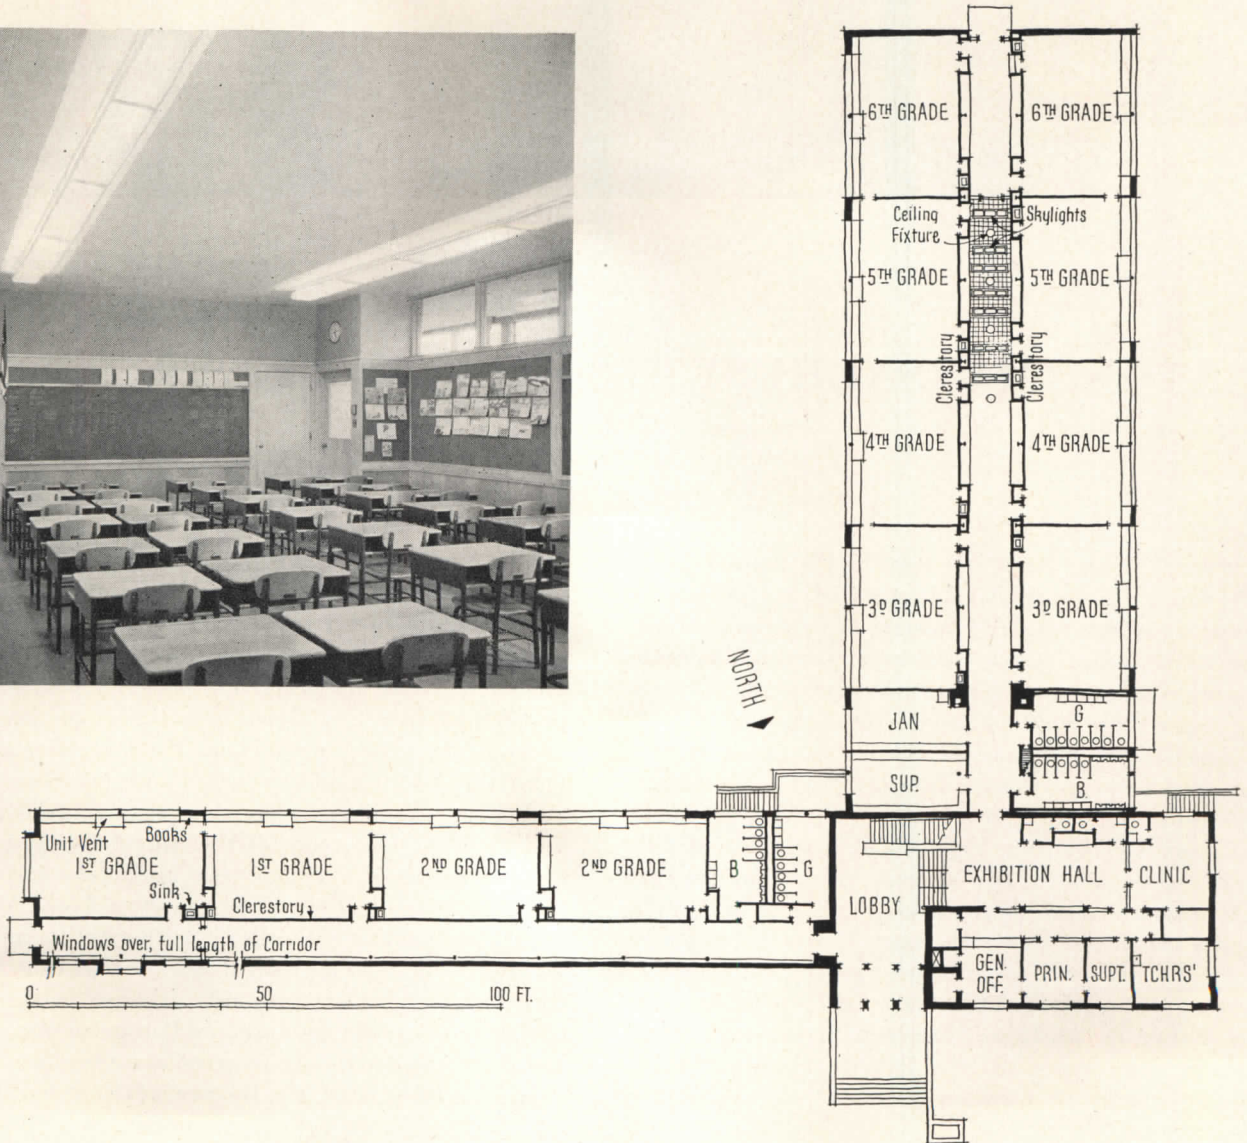 6TH GRADE
6TH GRADE
Ceiling
Fixture
Skylights
5TH GRADE
5TH GRADE
Clerestory
Clerestory
4TH GRADE
4TH GRADE
3D GRADE
3D GRADE
NORTH
JAN
G
SUP.
B.
Unit Vent
Books
1ST GRADE
1ST GRADE
2ND GRADE
2ND GRADE
B
G
Sink
Clerestory
LOBBY
EXHIBITION HALL
CLINIC
Windows over, full length of Corridor
GEN.
OFF.
PRIN.
SUPT.
TCHRS'
0
50
100 FT.